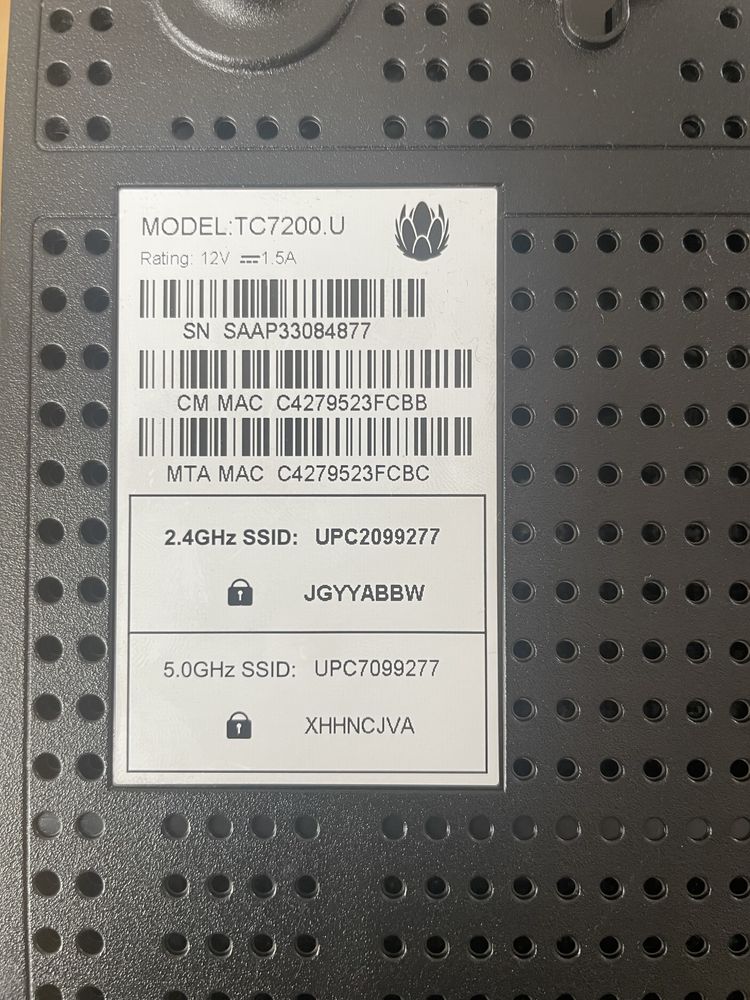 MODEL:TC7200.U
Rating: 12V ⎓1.5A
SN SAAP33084877
CM MAC C4279523FCBB
MTA MAC C4279523FCBC
2.4GHz SSID: UPC2099277
JGYYABBW
5.0GHz SSID: UPC7099277
XHHNCJVA